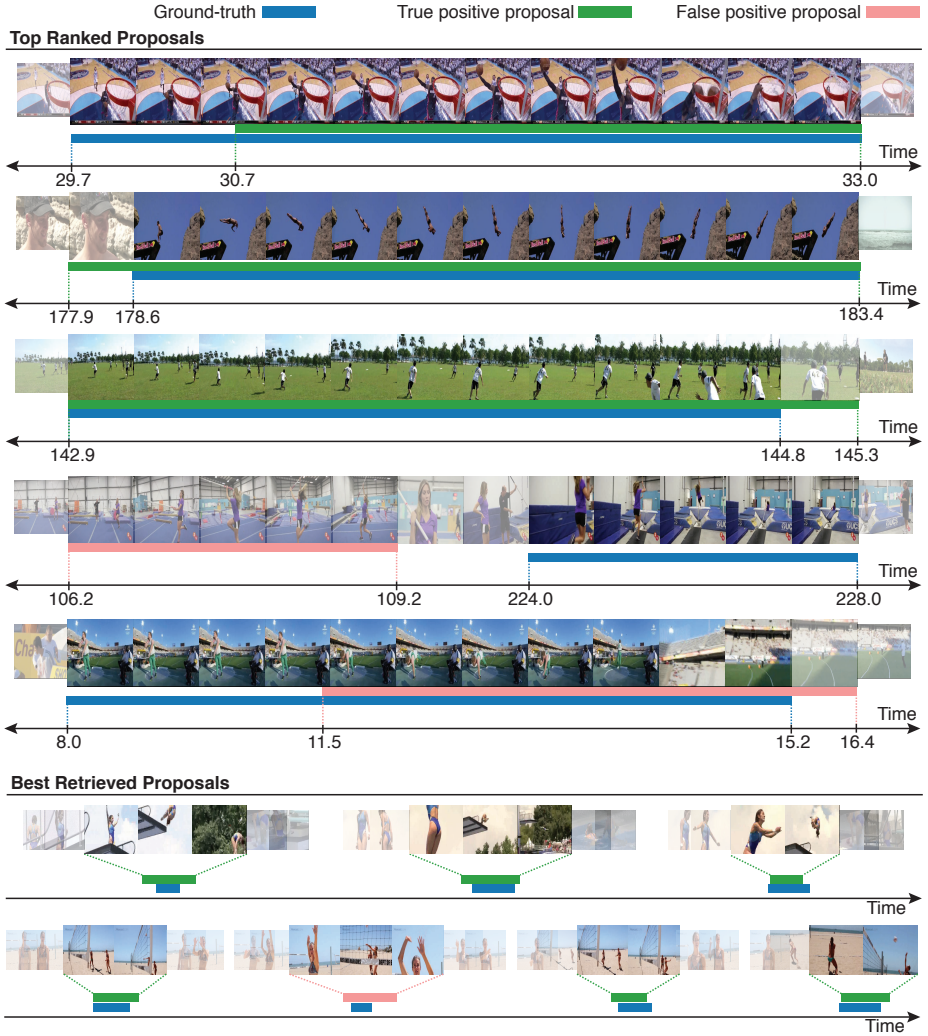 Ground-truth True positive proposal False positive proposal
Top Ranked Proposals
Time
29.7 30.7 33.0
Time
177.9 178.6 183.4
Time
142.9 144.8 145.3
Time
106.2 109.2 224.0 228.0
Time
8.0 11.5 15.2 16.4
Best Retrieved Proposals
Time
Time